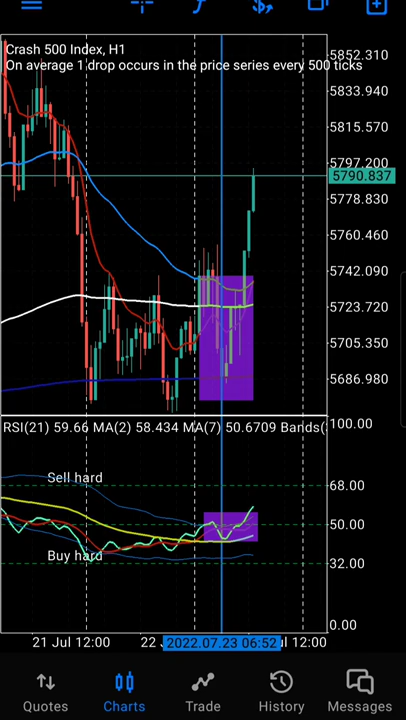 Crash 500 Index, H1
On average 1 drop occurs in the price series every 500 ticks
5852.310
5833.940
5815.570
5797.200
5790.837
5778.830
5760.460
5742.090
5723.720
5705.350
5686.980
RSI(21) 59.66 MA(2) 58.434 MA(7) 50.6709 Bands(
100.00
Sell hard
68.00
50.00
Buy hard
32.00
0.00
21 Jul 12:00 22 2022.07.23 06:52 ul 12:00
Quotes Charts Trade History Messages